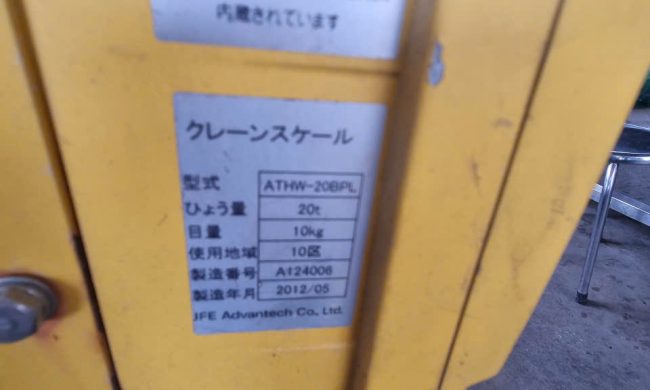 内蔵されています
クレーンスケール
型式 ATHW-20BPL
ひょう量 20t
目量 10kg
使用地域 10区
製造番号 A124006
製造年月 2012/05
JFE Advantech Co., Ltd.